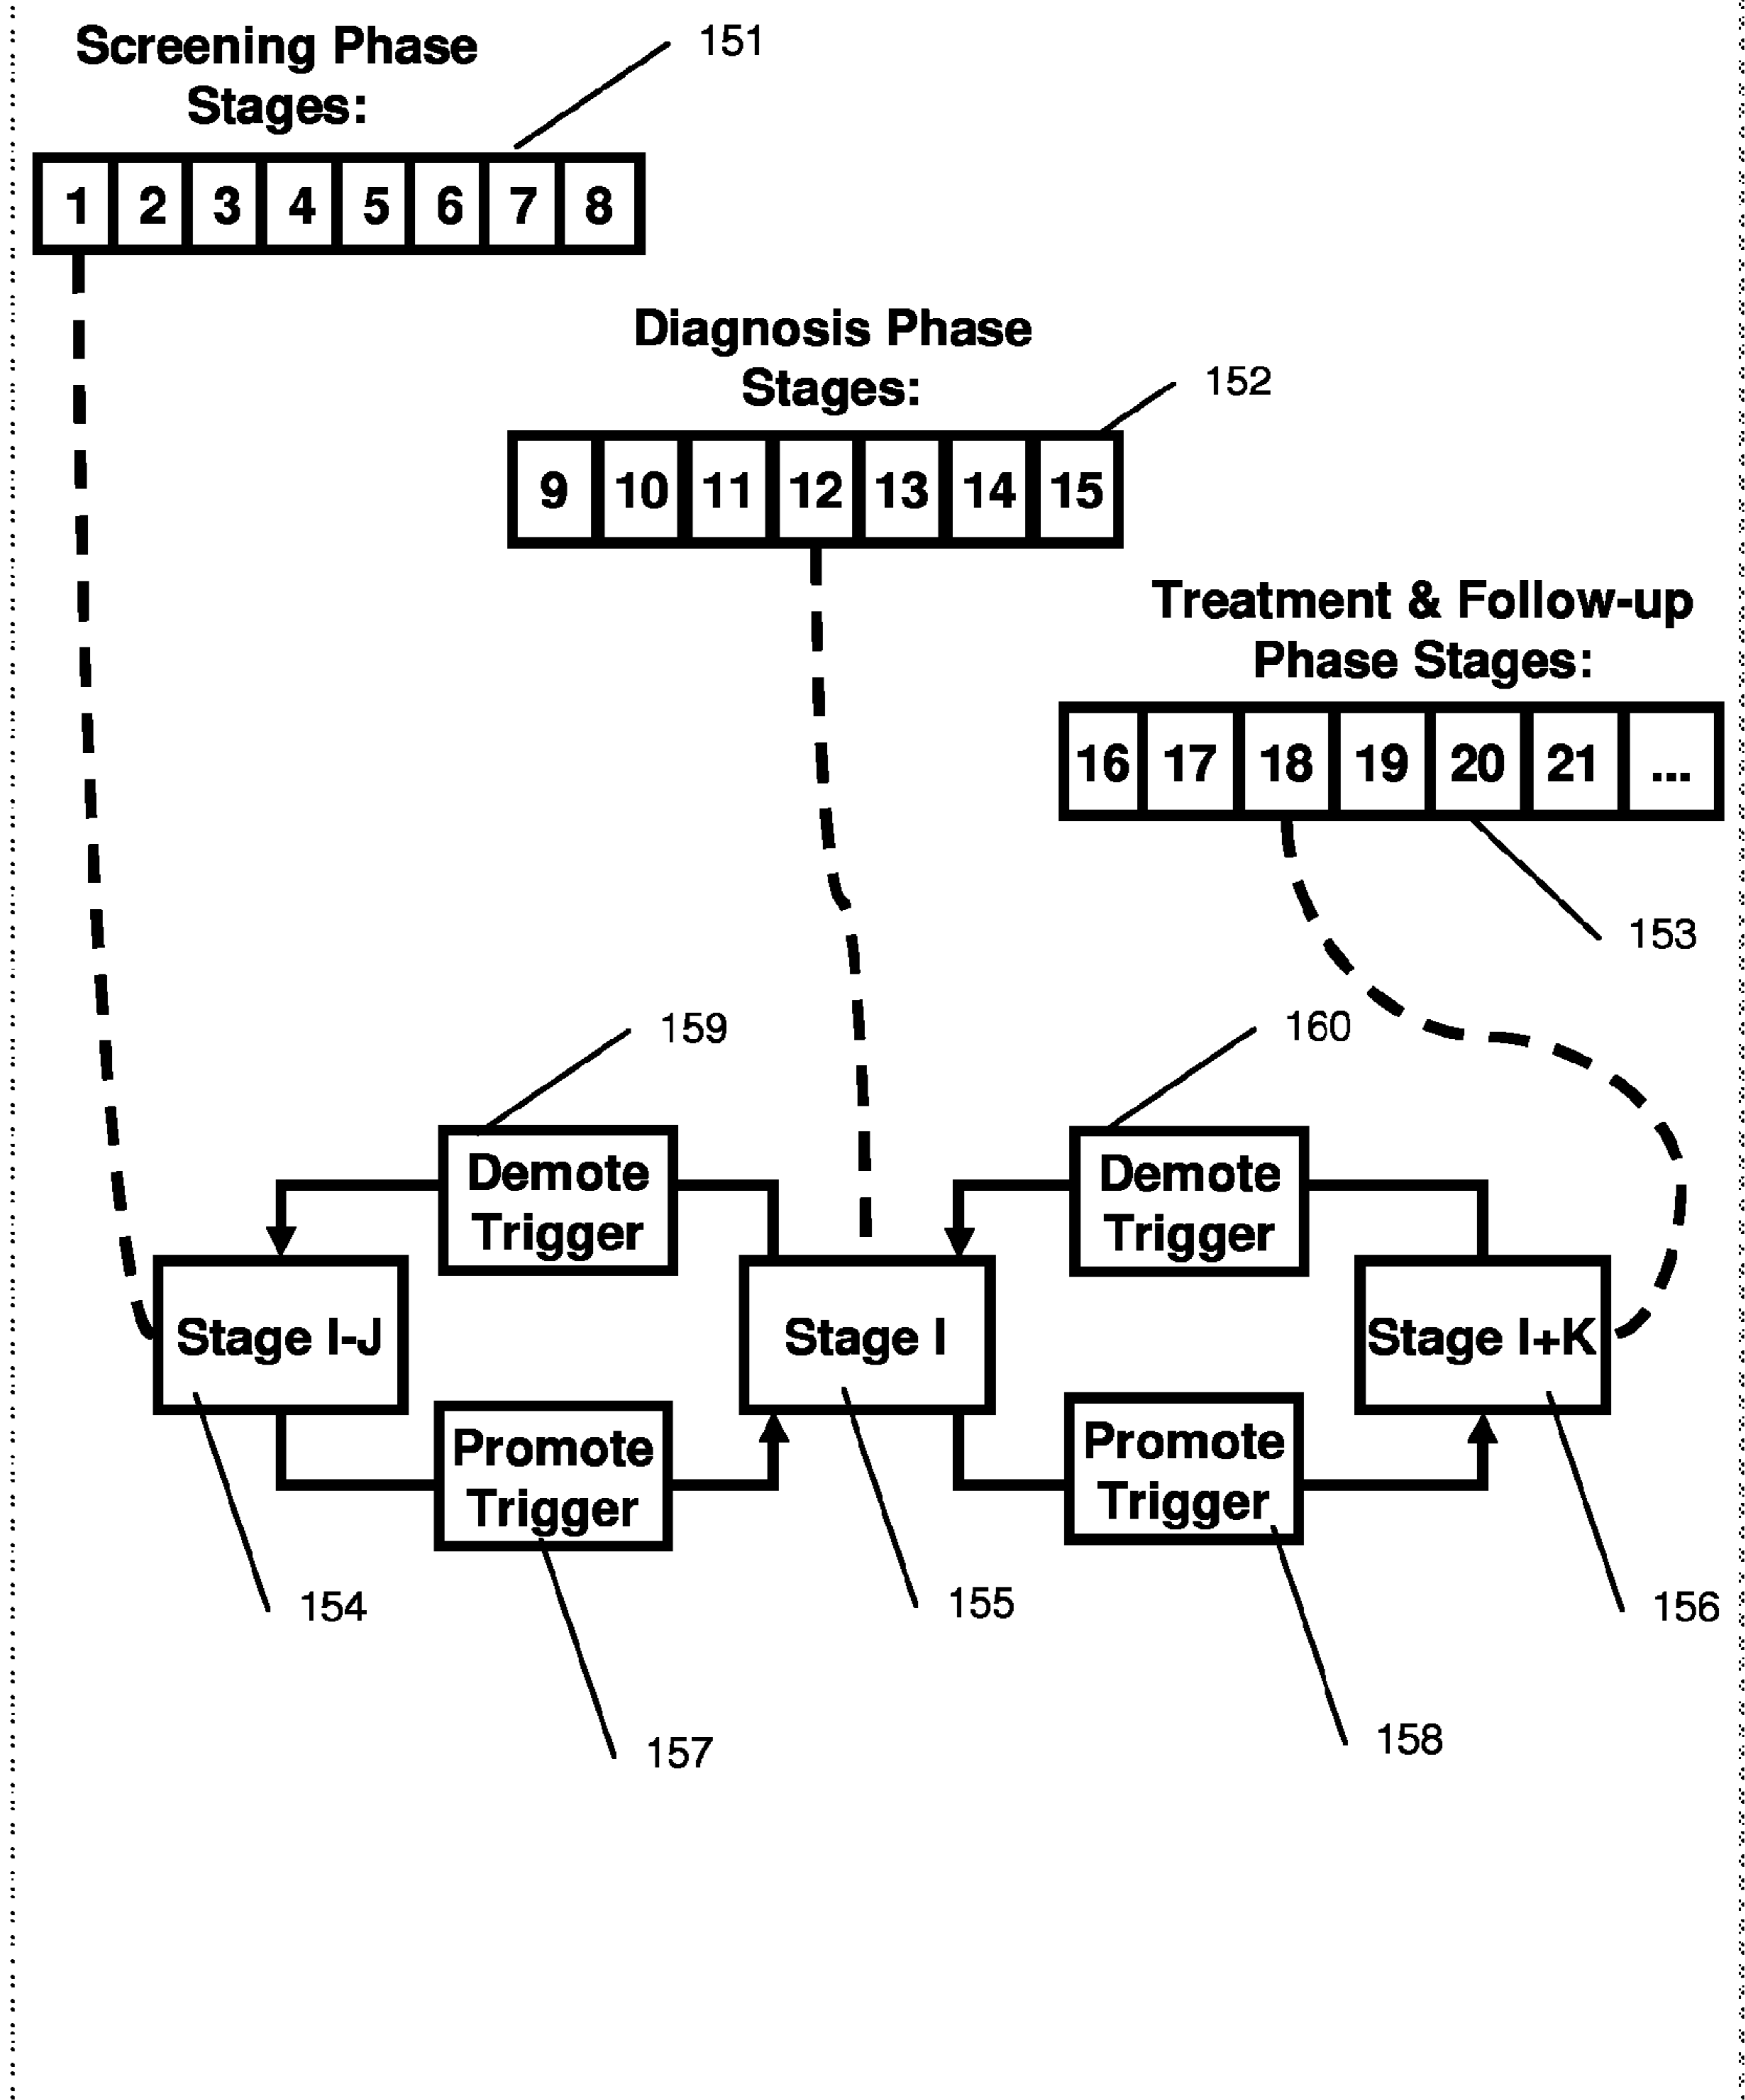 Screening Phase
Stages:
151
1 2 3 4 5 6 7 8
Diagnosis Phase
Stages:
152
9 10 11 12 13 14 15
Treatment & Follow-up
Phase Stages:
16 17 18 19 20 21 ...
153
159
160
Demote
Trigger
Demote
Trigger
Stage I-J
Stage I
Stage I+K
Promote
Trigger
Promote
Trigger
154
155
156
157
158